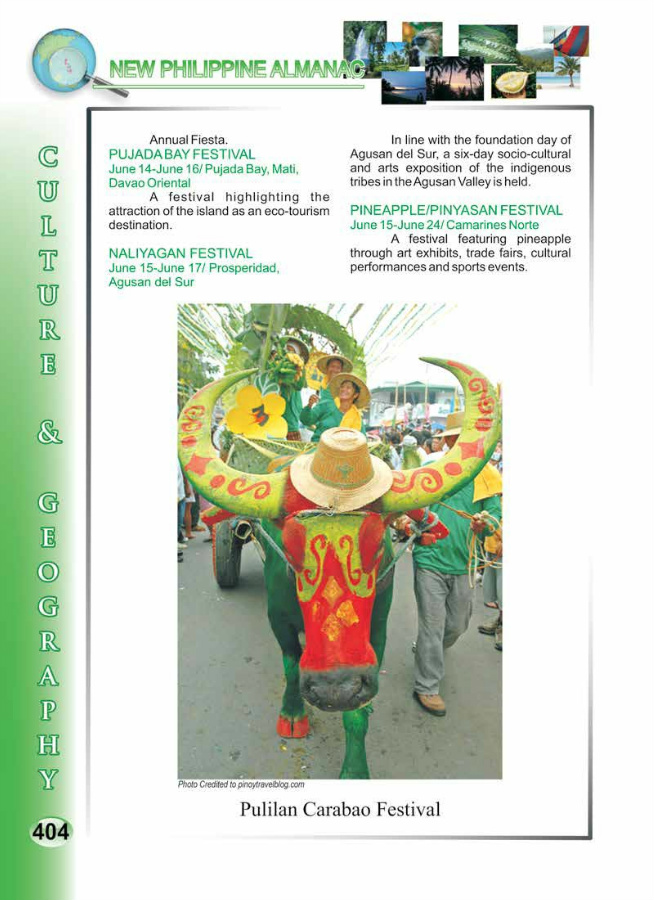 NEW PHILIPPINE ALMANAC
CULTURE & GEOGRAPHY
Annual Fiesta.
PUJADA BAY FESTIVAL
June 14-June 16/ Pujada Bay, Mati,
Davao Oriental
A festival highlighting the
attraction of the island as an eco-tourism
destination.
NALIYAGAN FESTIVAL
June 15-June 17/ Prosperidad,
Agusan del Sur
In line with the foundation day of
Agusan del Sur, a six-day socio-cultural
and arts exposition of the indigenous
tribes in the Agusan Valley is held.
PINEAPPLE/PINYASAN FESTIVAL
June 15-June 24/ Camarines Norte
A festival featuring pineapple
through art exhibits, trade fairs, cultural
performances and sports events.
Photo Credited to pinoytravelblog.com
Pulilan Carabao Festival
404